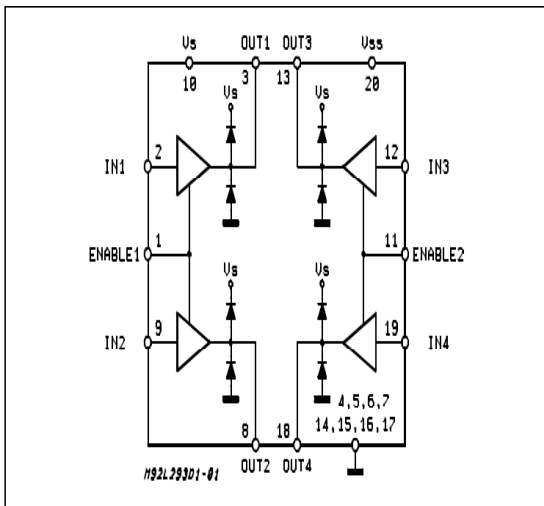 Vs OUT1 OUT3 Vss
10 3 13 20
Vs Vs
IN1 2 12 IN3
ENABLE1 1 11 ENABLE2
Vs Vs
IN2 9 19 IN4
4,5,6,7
8 18 14,15,16,17
OUT2 OUT4
M92L293D1-01